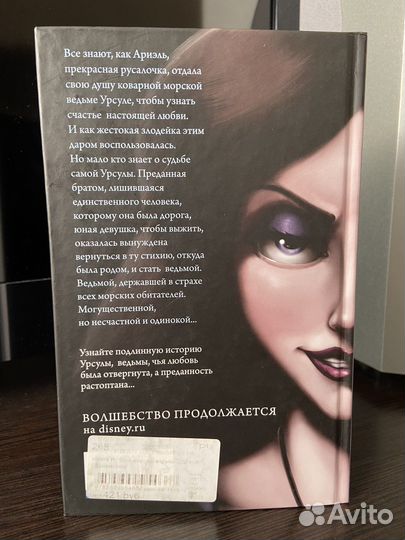 Все знают, как Ариэль,
прекрасная русалочка, отдала
свою душу коварной морской
ведьме Урсуле, чтобы узнать
счастье настоящей любви.
И как жестокая злодейка этим
даром воспользовалась.
Но мало кто знает о судьбе
самой Урсулы. Преданная
братом, лишившаяся
единственного человека,
которому она была дорога,
юная девушка, чтобы выжить,
оказалась вынуждена
вернуться в ту стихию, откуда
была родом, и стать ведьмой.
Ведьмой, державшей в страхе
всех морских обитателей.
Могущественной,
но несчастной и одинокой...
Узнайте подлинную историю
Урсулы, ведьмы, чья любовь
была отвергнута, а преданность
растоптана...
ВОЛШЕБСТВО ПРОДОЛЖАЕТСЯ
на disney.ru
421 руб
Avito